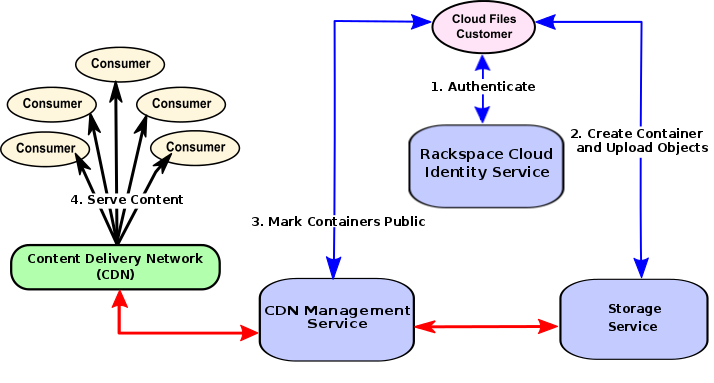 Cloud Files
Customer
Consumer
Consumer
Consumer
Consumer
Consumer
1. Authenticate
2. Create Container
and Upload Objects
Rackspace Cloud
Identity Service
4. Serve Content
3. Mark Containers Public
Content Delivery Network
(CDN)
CDN Management
Service
Storage
Service